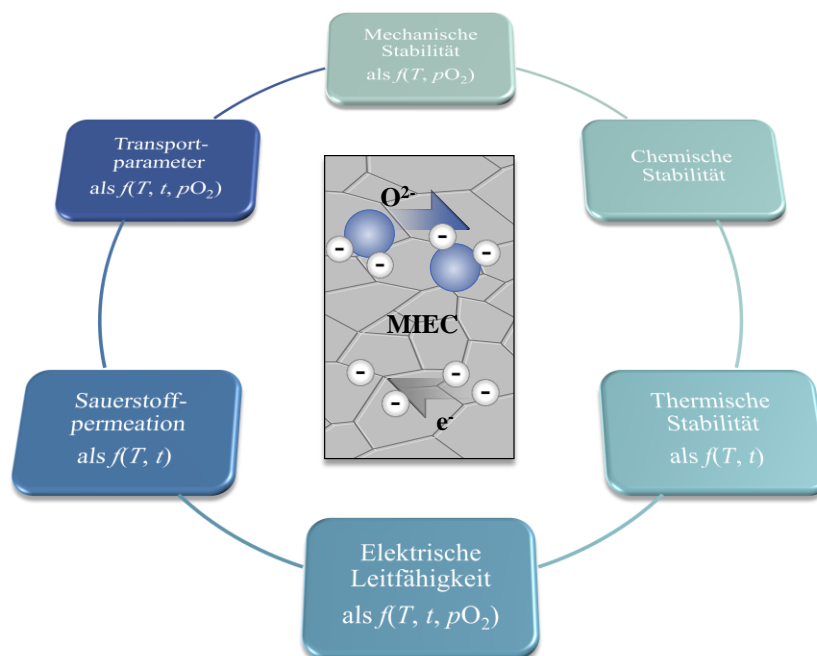 Mechanische
Stabilität
als f(T, pO₂)
Transport-
parameter
als f(T, t, pO₂)
Chemische
Stabilität
O²⁻
-
-
-
-
MIEC
-
-
-
-
e⁻
Sauerstoff-
permeation
als f(T, t)
Thermische
Stabilität
als f(T, t)
Elektrische
Leitfähigkeit
als f(T, t, pO₂)